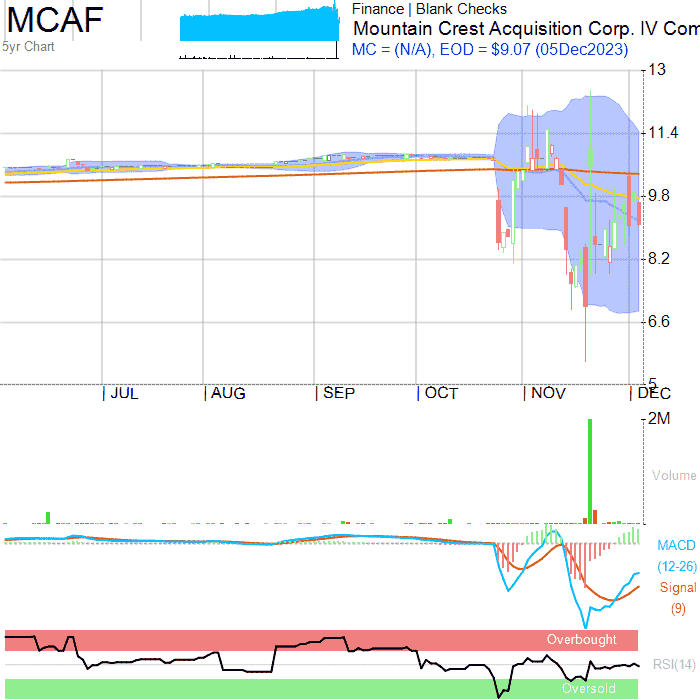 MCAF
5yr Chart
Finance | Blank Checks
Mountain Crest Acquisition Corp. IV Com
MC = (N/A), EOD = $9.07 (05Dec2023)
13
11.4
9.8
8.2
6.6
5
JUL AUG SEP OCT NOV DEC
2M
Volume
MACD
(12-26)
Signal
(9)
Overbought
RSI(14)
Oversold